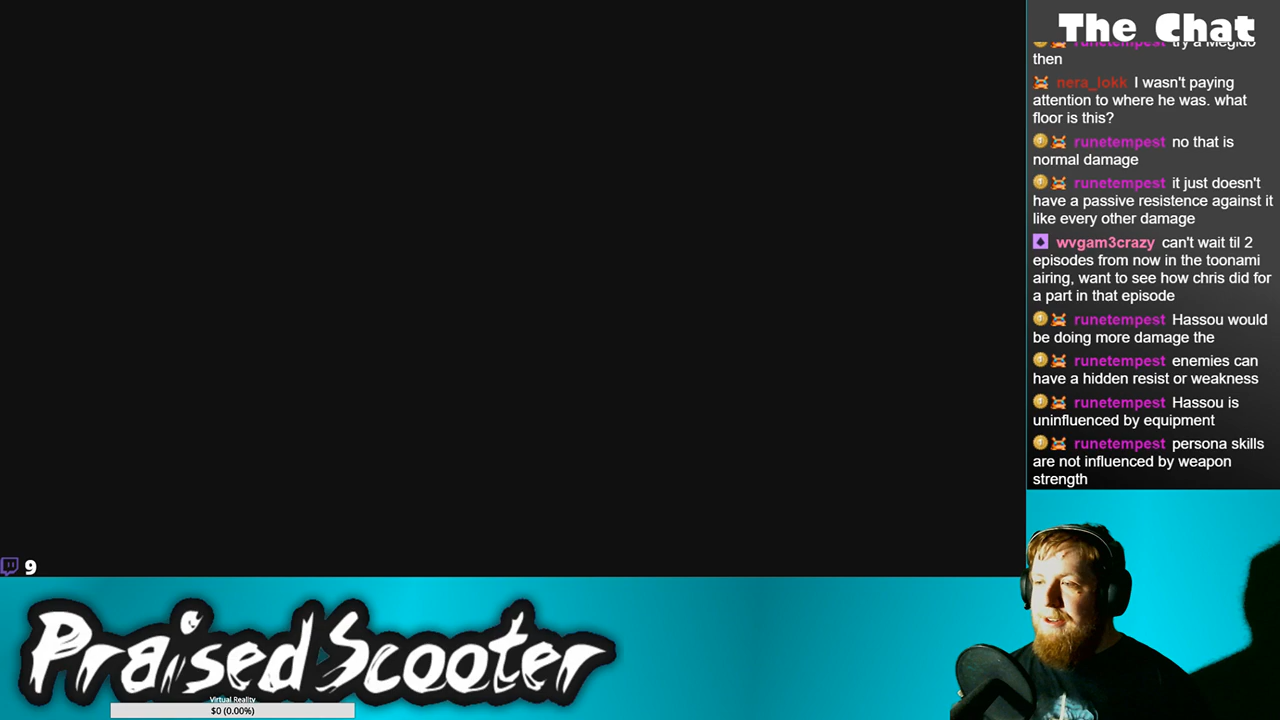 The Chat
runetempest try a Megido
then
nera_lokk I wasn't paying
attention to where he was. what
floor is this?
runetempest no that is
normal damage
runetempest it just doesn't
have a passive resistence against it
like every other damage
wvgam3crazy can't wait til 2
episodes from now in the toonami
airing, want to see how chris did for
a part in that episode
runetempest Hassou would
be doing more damage the
runetempest enemies can
have a hidden resist or weakness
runetempest Hassou is
uninfluenced by equipment
runetempest persona skills
are not influenced by weapon
strength
9
PraisedScooter
Virtual Reality
$0 (0.00%)